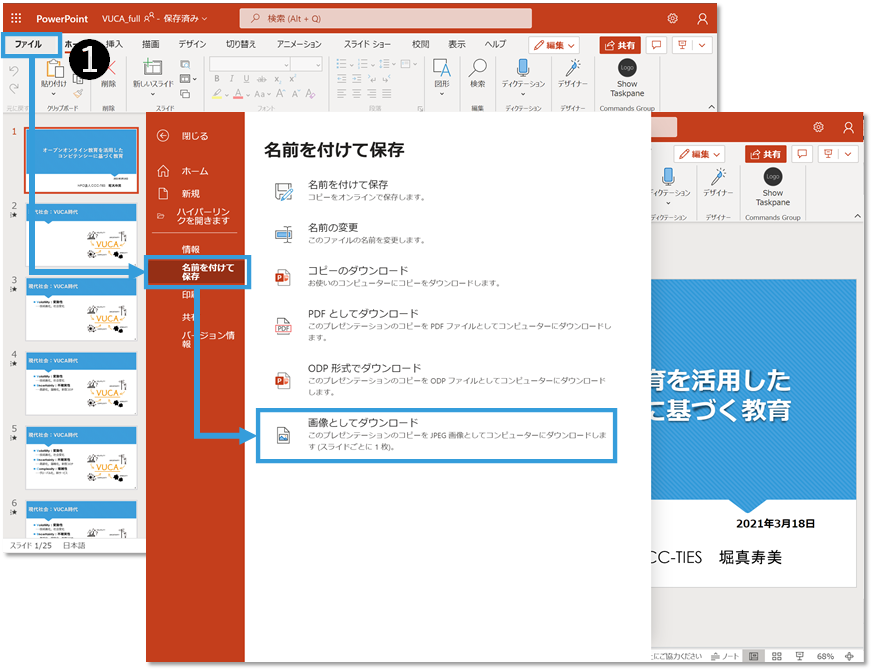 PowerPoint VUCA_full - 保存済み
検索 (Alt + Q)
ファイル ホー 挿入 描画 デザイン 切り替え アニメーション スライド ショー 校閲 表示 ヘルプ
編集 共有
1
貼り付け 削除 新しいスライド 図形 検索 ディクテーション デザイナー Show Taskpane
Logo
クリップボード 削除 スライド フォント 段落 編集 ディクテーション デザイナー Commands Group
1
オープンオンライン教育を活用した
コンピテンシーに基づく教育
2
代社会：VUCA時代
VUCA
3
現代社会：VUCA時代
VUCA
4
現代社会：VUCA時代
VUCA
5
現代社会：VUCA時代
VUCA
6
現代社会：VUCA時代
スライド 1/25 日本語
閉じる
ホーム
新規
ハイパーリン
クを開きます
情報
名前を付けて
保存
印刷
共有
バージョン情
報
名前を付けて保存
名前を付けて保存
コピーをオンラインで保存します。
名前の変更
このファイルの名前を変更します。
コピーのダウンロード
お使いのコンピューターにコピーをダウンロードします。
PDF としてダウンロード
このプレゼンテーションのコピーを PDF ファイルとしてコンピューターにダウンロードし
ます。
ODP 形式でダウンロード
このプレゼンテーションのコピーを ODP ファイルとしてコンピューターにダウンロード
します。
画像としてダウンロード
このプレゼンテーションのコピーを JPEG 画像としてコンピューターにダウンロードしま
す (スライドごとに 1 枚)。
編集 共有
ィクテーション デザイナー Show Taskpane
Logo
ィクテーション デザイナー Commands Group
育を活用した
に基づく教育
2021年3月18日
CC-TIES 堀真寿美
にご協力ください ノート 68%